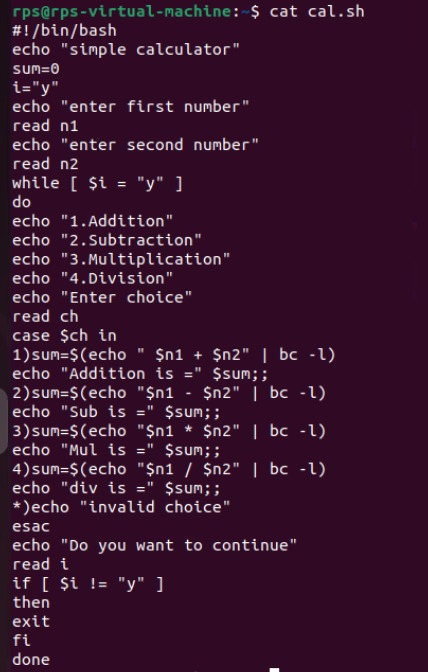 rps@rps-virtual-machine:~$ cat cal.sh
#!/bin/bash
echo "simple calculator"
sum=0
i="y"
echo "enter first number"
read n1
echo "enter second number"
read n2
while [ $i = "y" ]
do
echo "1.Addition"
echo "2.Subtraction"
echo "3.Multiplication"
echo "4.Division"
echo "Enter choice"
read ch
case $ch in
1)sum=$(echo " $n1 + $n2" | bc -l)
echo "Addition is =" $sum;;
2)sum=$(echo "$n1 - $n2" | bc -l)
echo "Sub is =" $sum;;
3)sum=$(echo "$n1 * $n2" | bc -l)
echo "Mul is =" $sum;;
4)sum=$(echo "$n1 / $n2" | bc -l)
echo "div is =" $sum;;
*)echo "invalid choice"
esac
echo "Do you want to continue"
read i
if [ $i != "y" ]
then
exit
fi
done